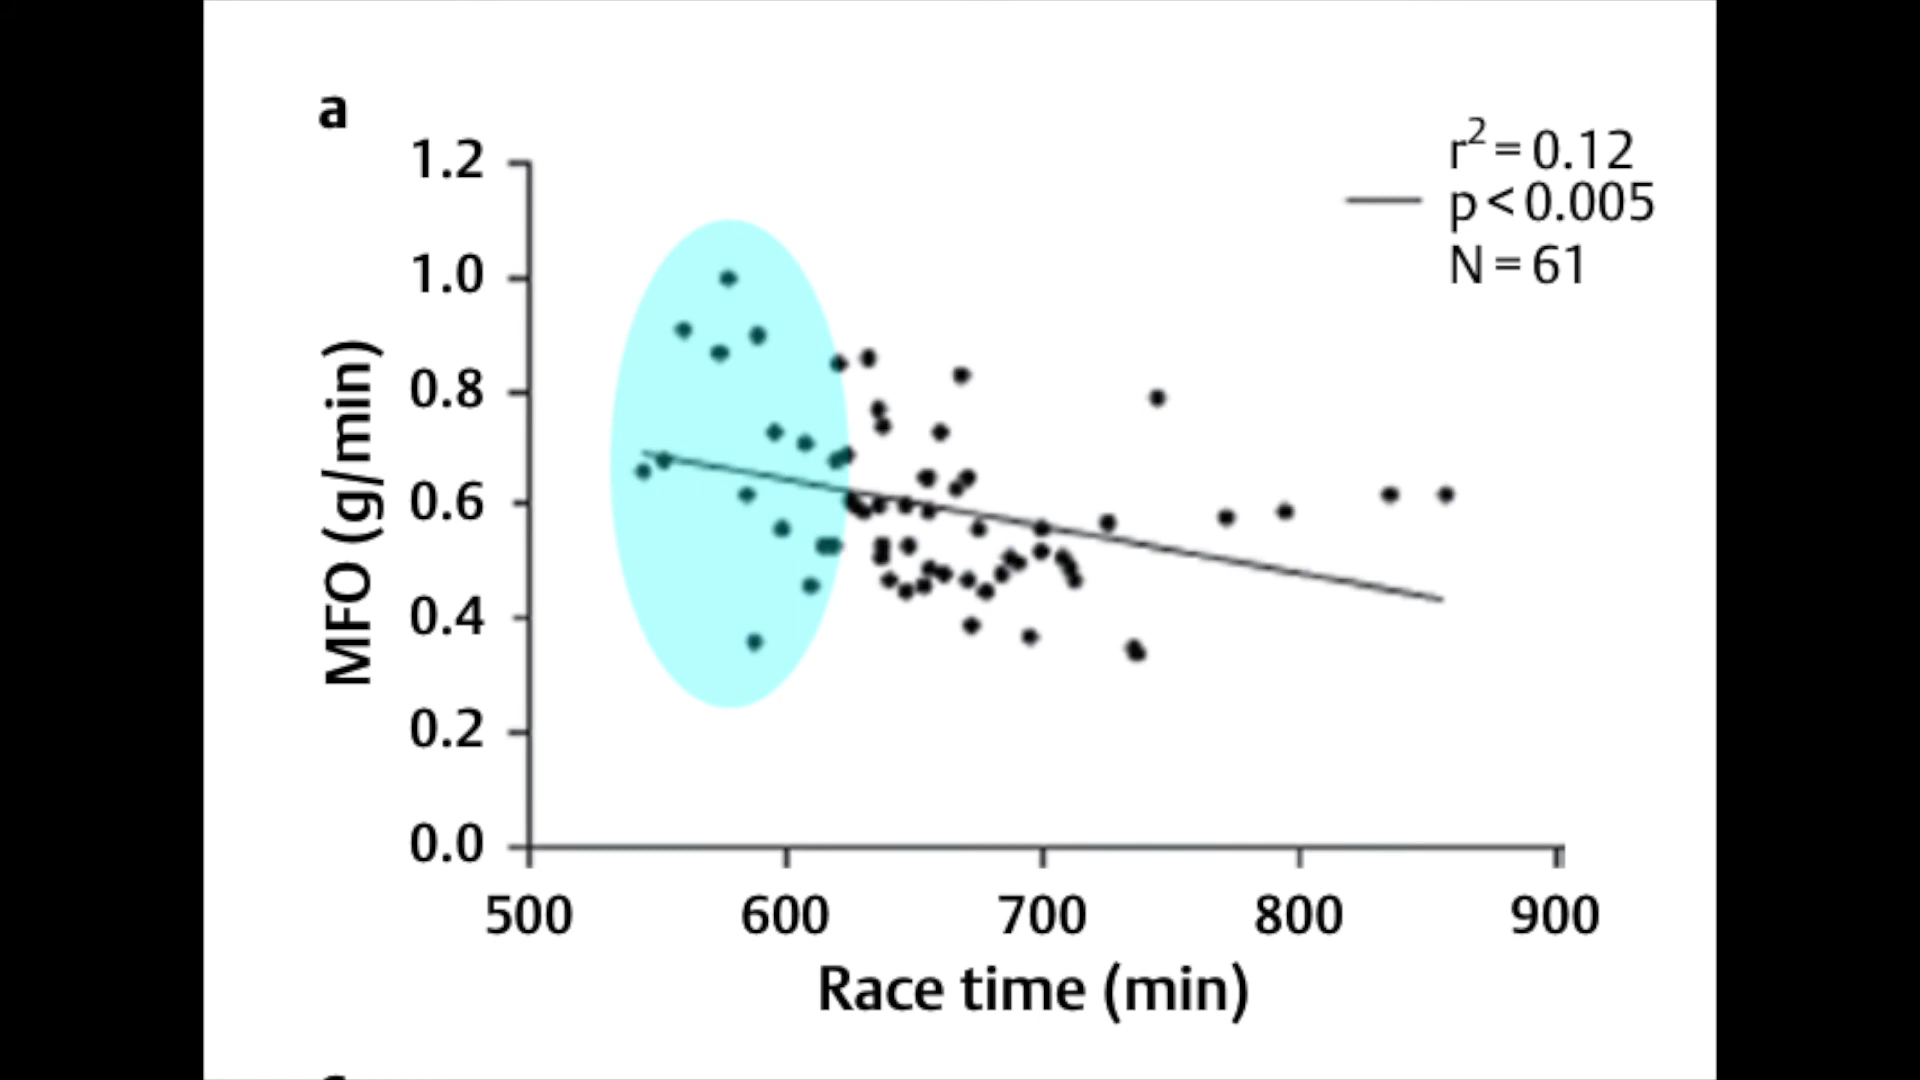 a
r²=0.12
p<0.005
N=61
1.2
1.0
0.8
0.6
0.4
0.2
0.0
MFO (g/min)
500 600 700 800 900
Race time (min)